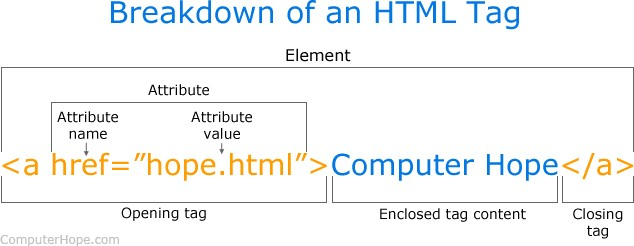 Breakdown of an HTML Tag
Element
Attribute
Attribute name
Attribute value
<a href=”hope.html”>Computer Hope</a>
Opening tag
Enclosed tag content
Closing tag
ComputerHope.com